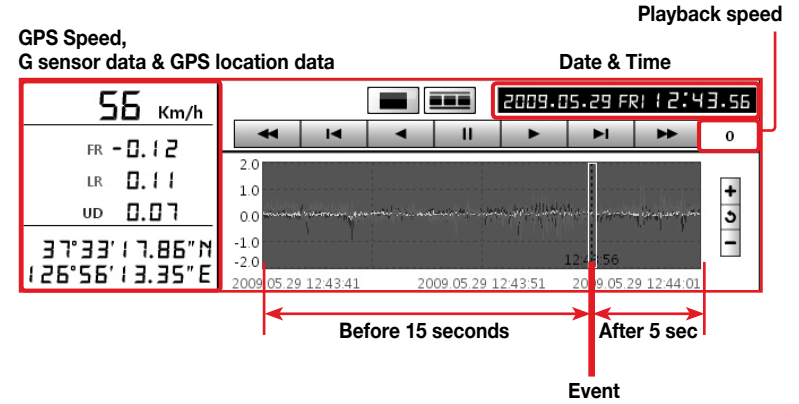 Playback speed
GPS Speed,
G sensor data & GPS location data
Date & Time
56 Km/h
2009.05.29 FRI 12:43.56
FR -0.12
0
LR 0.11
UD 0.07
37°33'17.86"N
126°56'13.35"E
2.0
1.0
0.0
-1.0
-2.0
12:43:56
2009.05.29 12:43:41
2009.05.29 12:43:51
2009.05.29 12:44:01
Before 15 seconds
After 5 sec
Event